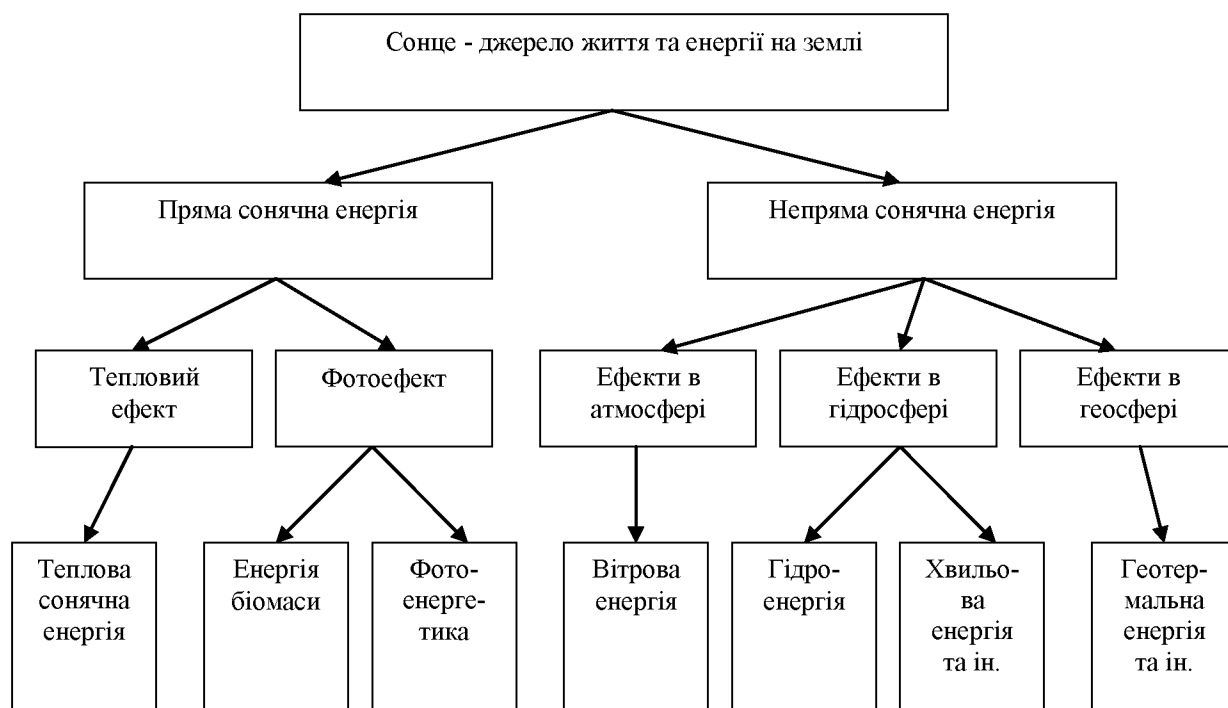 Сонце - джерело життя та енергії на землі
Пряма сонячна енергія
Непряма сонячна енергія
Тепловий
ефект
Фотоефект
Ефекти в
атмосфері
Ефекти в
гідросфері
Ефекти в
геосфері
Теплова
сонячна
енергія
Енергія
біомаси
Фото-
енерге-
тика
Вітрова
енергія
Гідро-
енергія
Хвильо-
ва
енергія
та ін.
Геотер-
мальна
енергія
та ін.